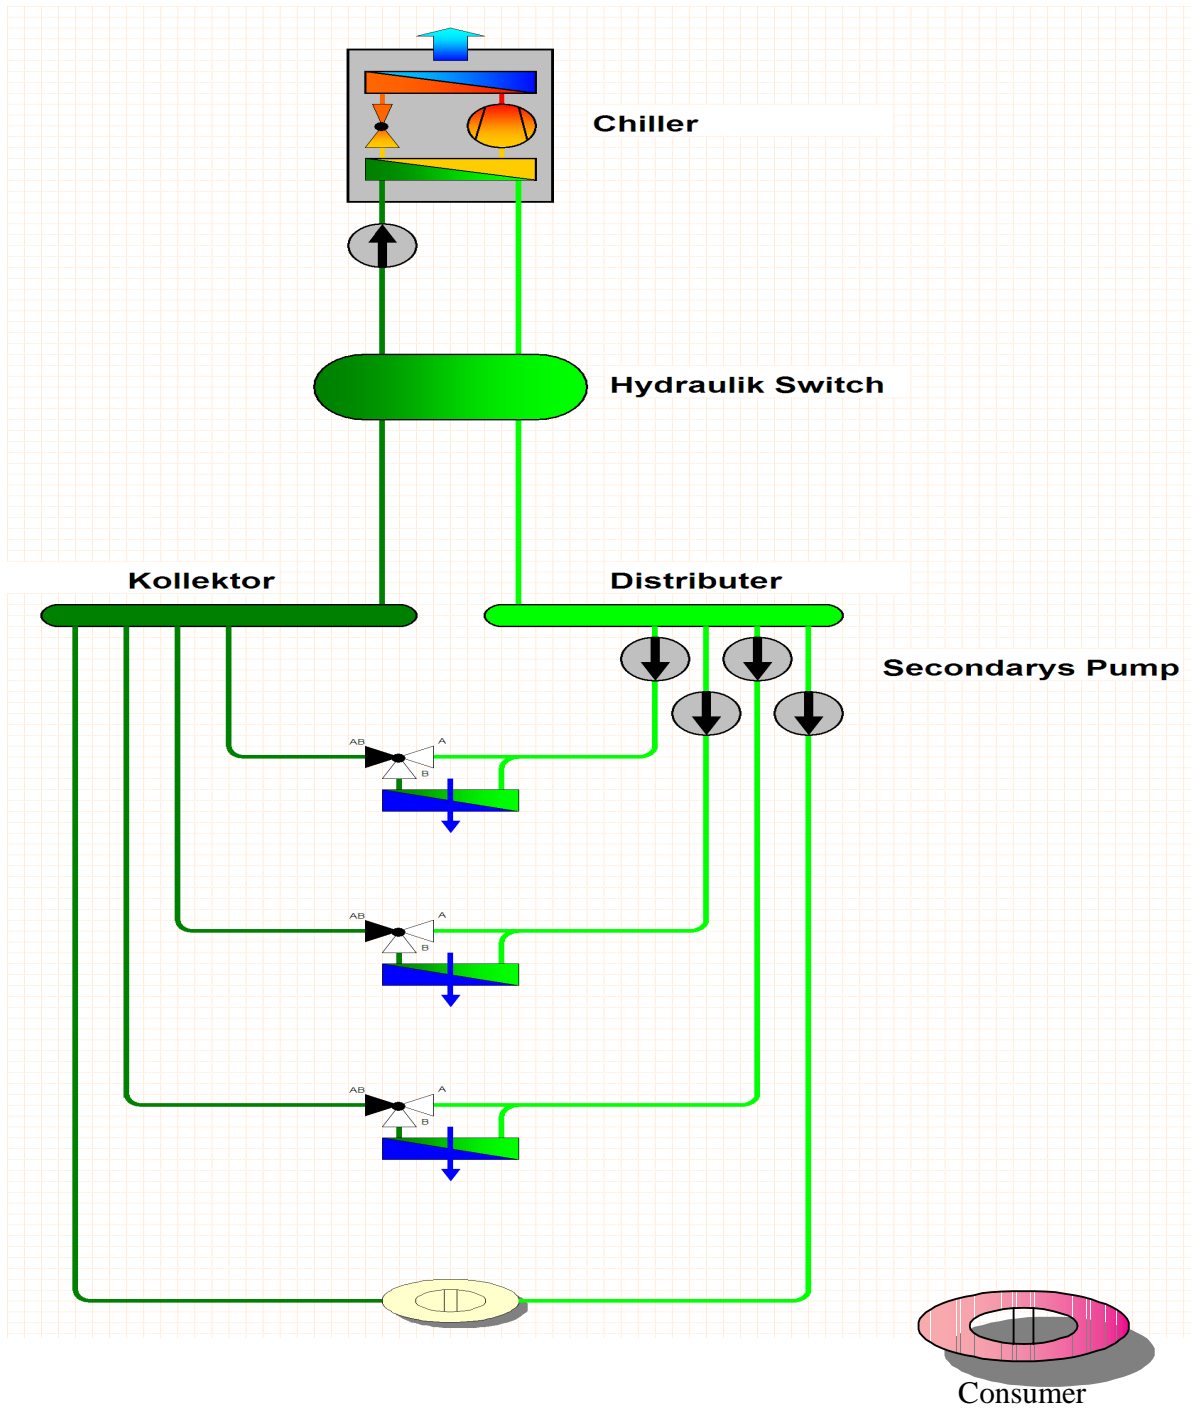 Chiller
Hydraulik Switch
Kollektor
Distributer
Secondarys Pump
AB
A
B
AB
A
B
AB
A
B
Consumer